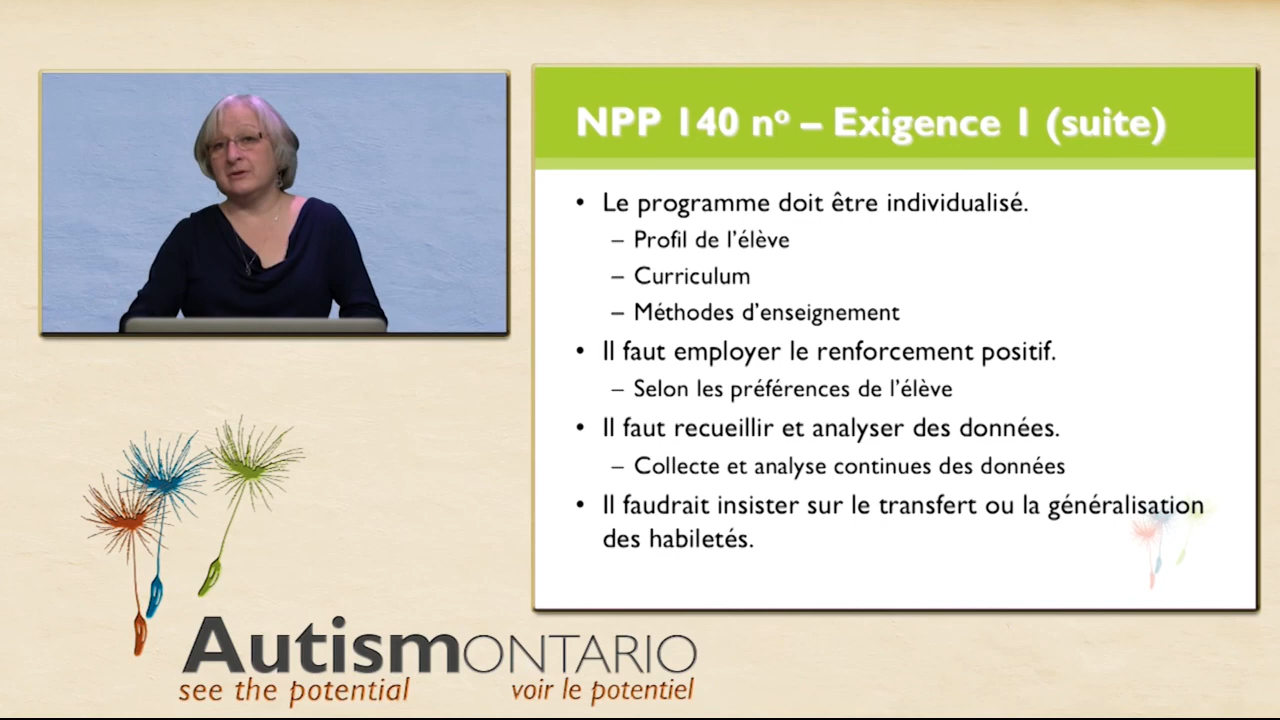 NPP 140 nº – Exigence 1 (suite)
• Le programme doit être individualisé.
– Profil de l'élève
– Curriculum
– Méthodes d'enseignement
• Il faut employer le renforcement positif.
– Selon les préférences de l'élève
• Il faut recueillir et analyser des données.
– Collecte et analyse continues des données
• Il faudrait insister sur le transfert ou la généralisation
des habiletés.
AutismONTARIO
see the potential voir le potentiel